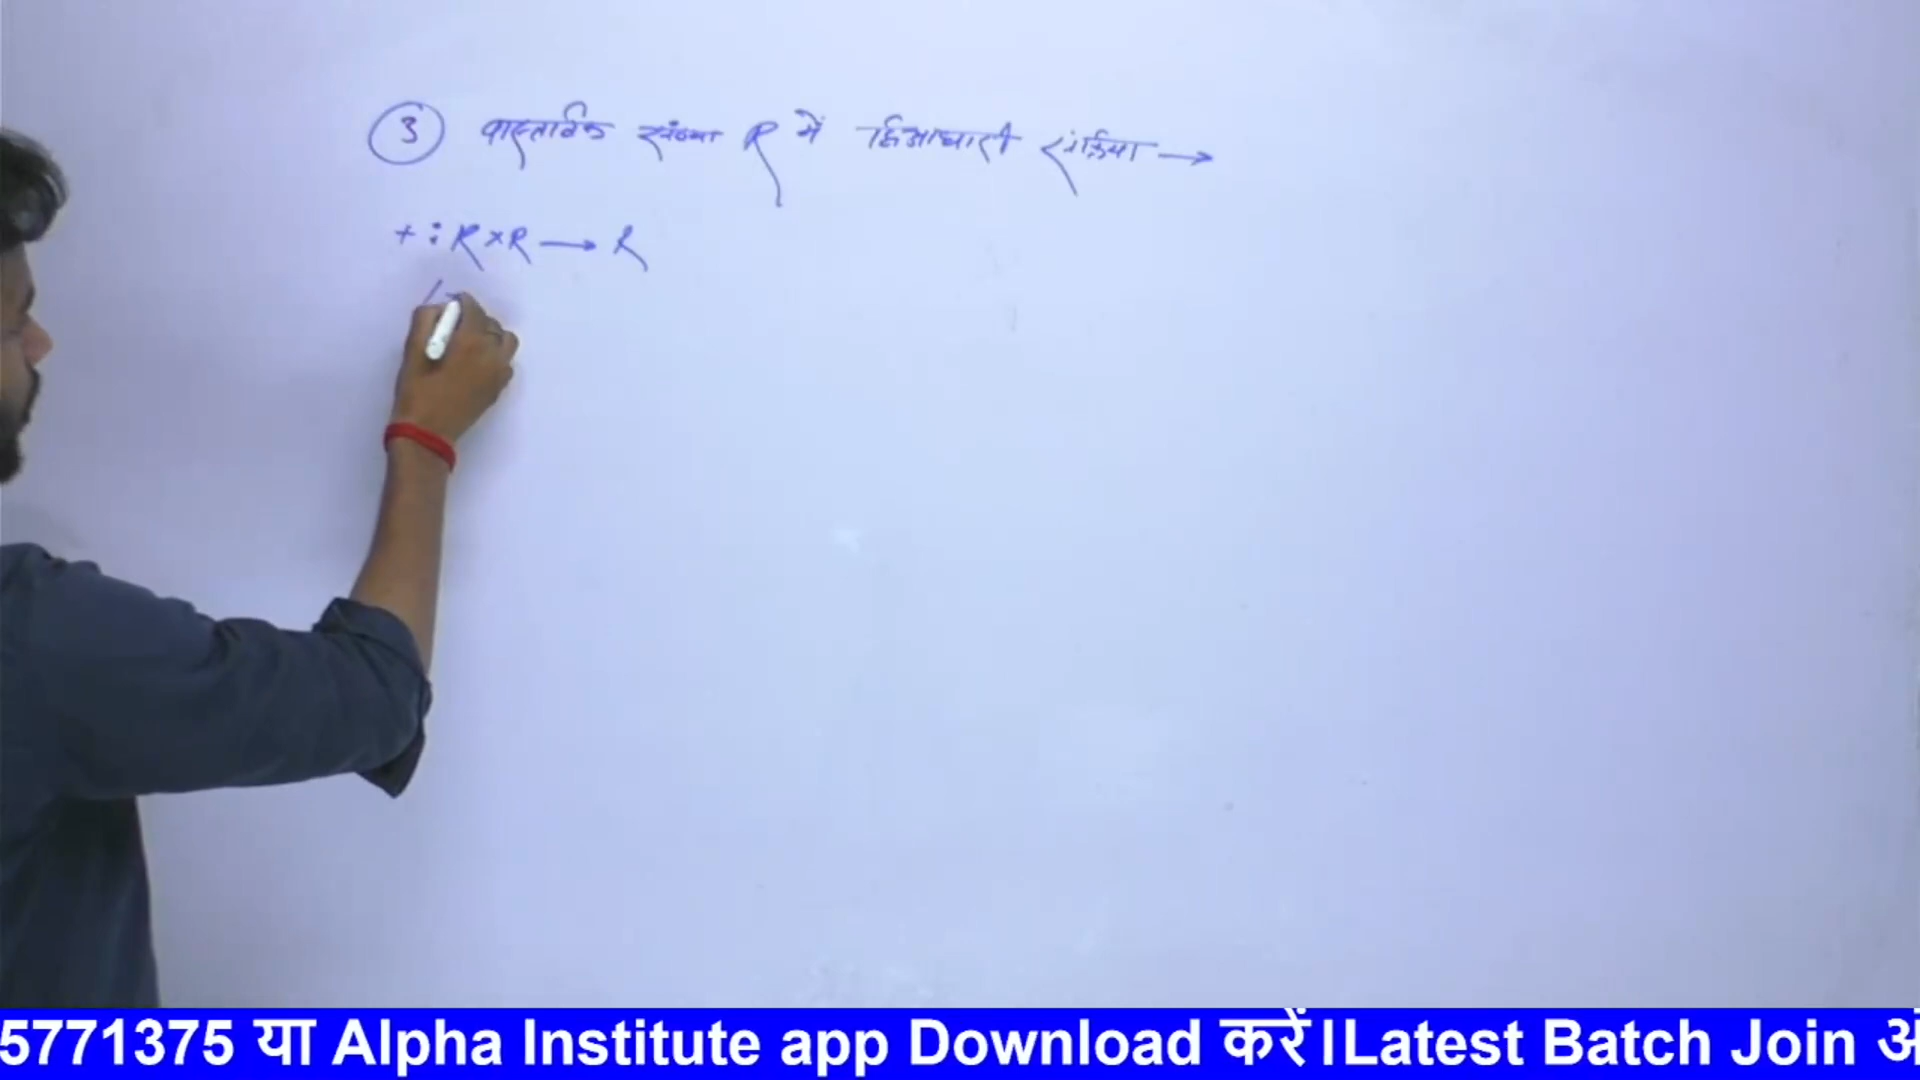 3 वास्तविक संख्या R में द्विआधारी संक्रिया →
+ : R × R → R
5771375 या Alpha Institute app Download करें।Latest Batch Join